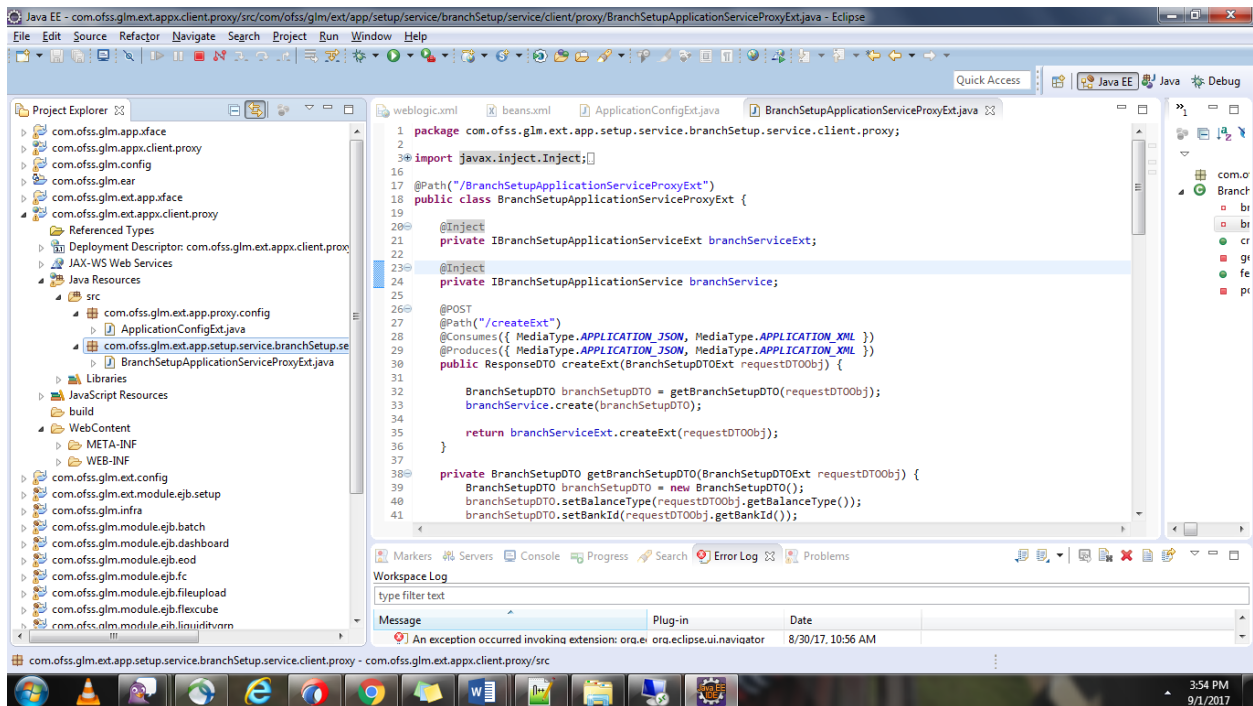 Java EE - com.ofss.glm.ext.appx.client.proxy/src/com/ofss/glm/ext/app/setup/service/branchSetup/service/client/proxy/BranchSetupApplicationServiceProxyExt.java - Eclipse
File Edit Source Refactor Navigate Search Project Run Window Help
Quick Access Java EE Java Debug
Project Explorer
com.ofss.glm.app.xface
com.ofss.glm.appx.client.proxy
com.ofss.glm.config
com.ofss.glm.ear
com.ofss.glm.ext.app.xface
com.ofss.glm.ext.appx.client.proxy
Referenced Types
Deployment Descriptor: com.ofss.glm.ext.appx.client.prox
JAX-WS Web Services
Java Resources
src
com.ofss.glm.ext.app.proxy.config
ApplicationConfigExt.java
com.ofss.glm.ext.app.setup.service.branchSetup.se
BranchSetupApplicationServiceProxyExt.java
Libraries
JavaScript Resources
build
WebContent
META-INF
WEB-INF
com.ofss.glm.ext.config
com.ofss.glm.ext.module.ejb.setup
com.ofss.glm.infra
com.ofss.glm.module.ejb.batch
com.ofss.glm.module.ejb.dashboard
com.ofss.glm.module.ejb.eod
com.ofss.glm.module.ejb.fc
com.ofss.glm.module.ejb.fileupload
com.ofss.glm.module.ejb.flexcube
com.ofss.glm.module.ejb.liquiditygrp
weblogic.xml beans.xml ApplicationConfigExt.java BranchSetupApplicationServiceProxyExt.java
1 package com.ofss.glm.ext.app.setup.service.branchSetup.service.client.proxy;
2
3 import javax.inject.Inject;
16
17 @Path("/BranchSetupApplicationServiceProxyExt")
18 public class BranchSetupApplicationServiceProxyExt {
19
20 @Inject
21 private IBranchSetupApplicationServiceExt branchServiceExt;
22
23 @Inject
24 private IBranchSetupApplicationService branchService;
25
26 @POST
27 @Path("/createExt")
28 @Consumes({ MediaType.APPLICATION_JSON, MediaType.APPLICATION_XML })
29 @Produces({ MediaType.APPLICATION_JSON, MediaType.APPLICATION_XML })
30 public ResponseDTO createExt(BranchSetupDTOExt requestDTOObj) {
31
32 BranchSetupDTO branchSetupDTO = getBranchSetupDTO(requestDTOObj);
33 branchService.create(branchSetupDTO);
34
35 return branchServiceExt.createExt(requestDTOObj);
36 }
37
38 private BranchSetupDTO getBranchSetupDTO(BranchSetupDTOExt requestDTOObj) {
39 BranchSetupDTO branchSetupDTO = new BranchSetupDTO();
40 branchSetupDTO.setBalanceType(requestDTOObj.getBalanceType());
41 branchSetupDTO.setBankId(requestDTOObj.getBankId());
com.o
Branch
br
br
cr
ge
fe
po
Markers Servers Console Progress Search Error Log Problems
Workspace Log
type filter text
Message Plug-in Date
An exception occurred invoking extension: org.e org.eclipse.ui.navigator 8/30/17, 10:56 AM
com.ofss.glm.ext.app.setup.service.branchSetup.service.client.proxy - com.ofss.glm.ext.appx.client.proxy/src
3:54 PM
9/1/2017